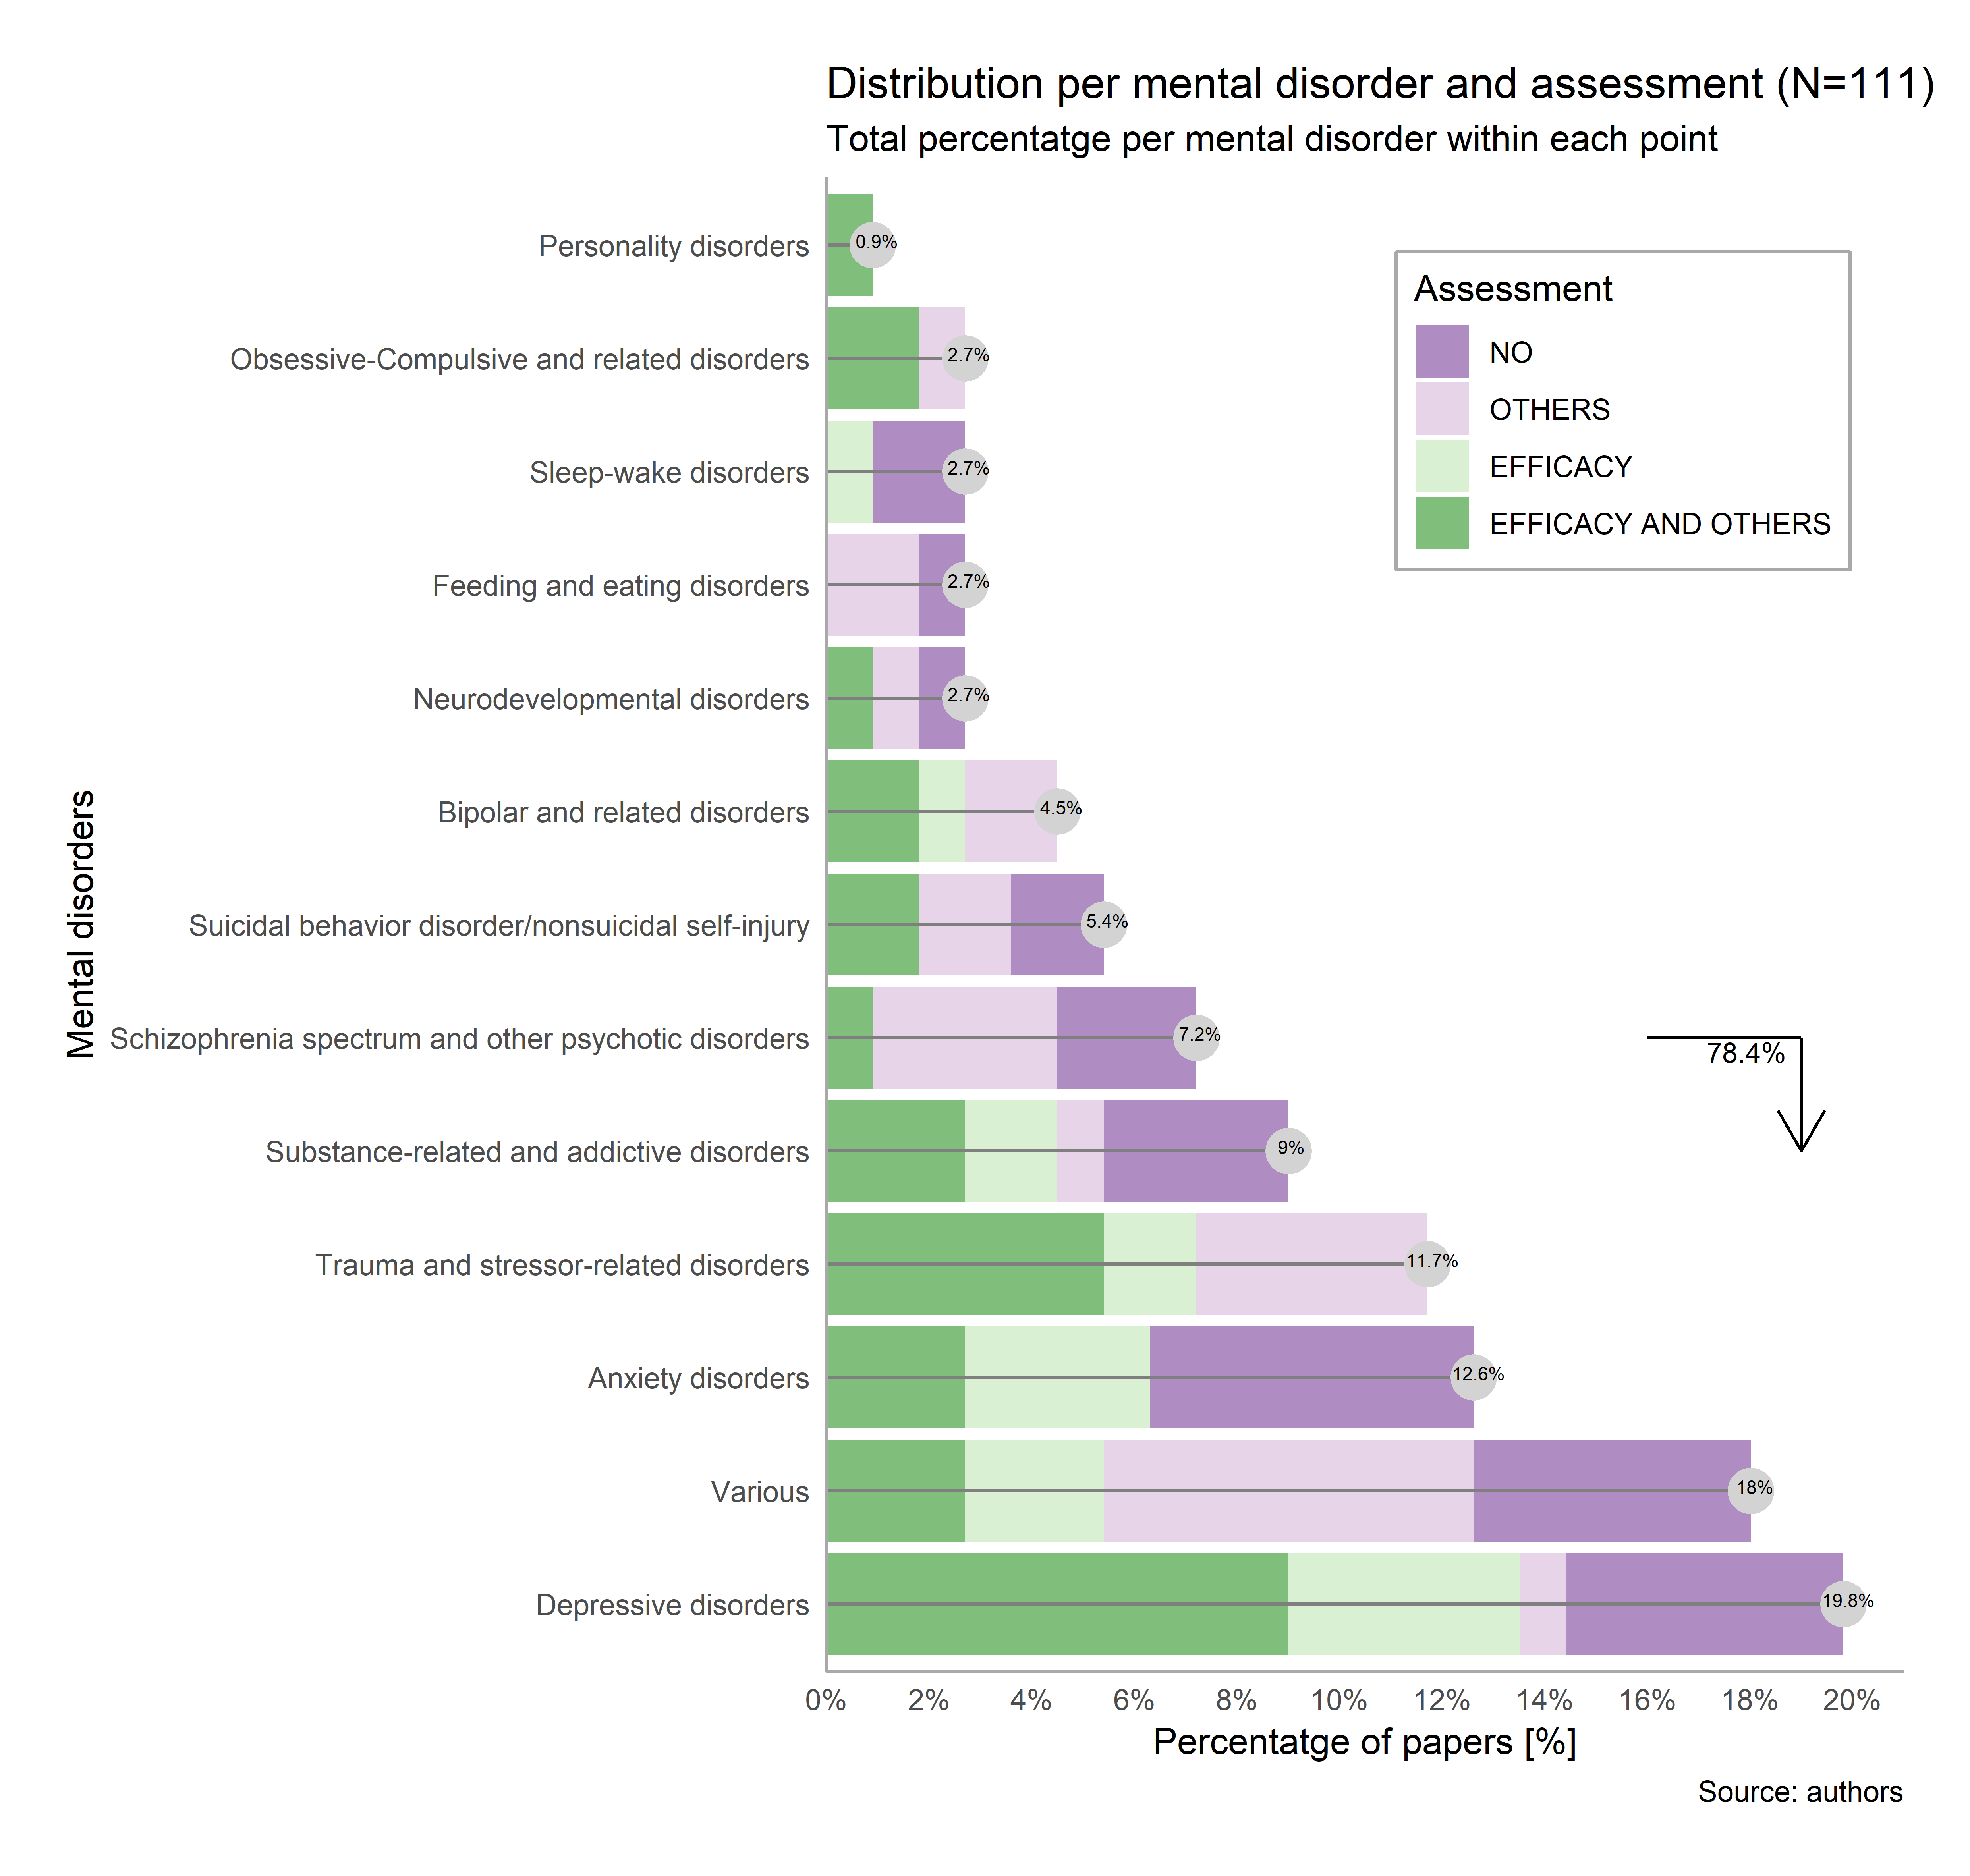 Distribution per mental disorder and assessment (N=111)
Total percentatge per mental disorder within each point
Mental disorders
Personality disorders
0.9%
Obsessive-Compulsive and related disorders
2.7%
Sleep-wake disorders
2.7%
Feeding and eating disorders
2.7%
Neurodevelopmental disorders
2.7%
Bipolar and related disorders
4.5%
Suicidal behavior disorder/nonsuicidal self-injury
5.4%
Schizophrenia spectrum and other psychotic disorders
7.2%
Substance-related and addictive disorders
9%
Trauma and stressor-related disorders
11.7%
Anxiety disorders
12.6%
Various
18%
Depressive disorders
19.8%
Assessment
NO
OTHERS
EFFICACY
EFFICACY AND OTHERS
78.4%
0% 2% 4% 6% 8% 10% 12% 14% 16% 18% 20%
Percentatge of papers [%]
Source: authors